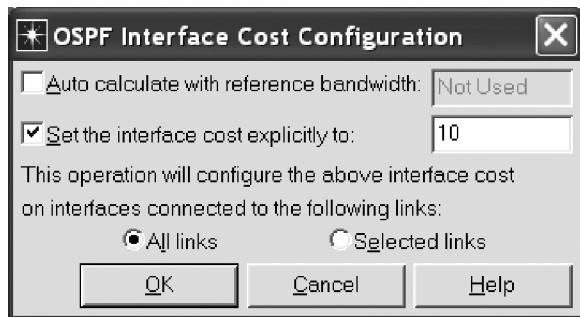 OSPF Interface Cost Configuration
Auto calculate with reference bandwidth: Not Used
Set the interface cost explicitly to: 10
This operation will configure the above interface cost
on interfaces connected to the following links:
All links Selected links
OK Cancel Help